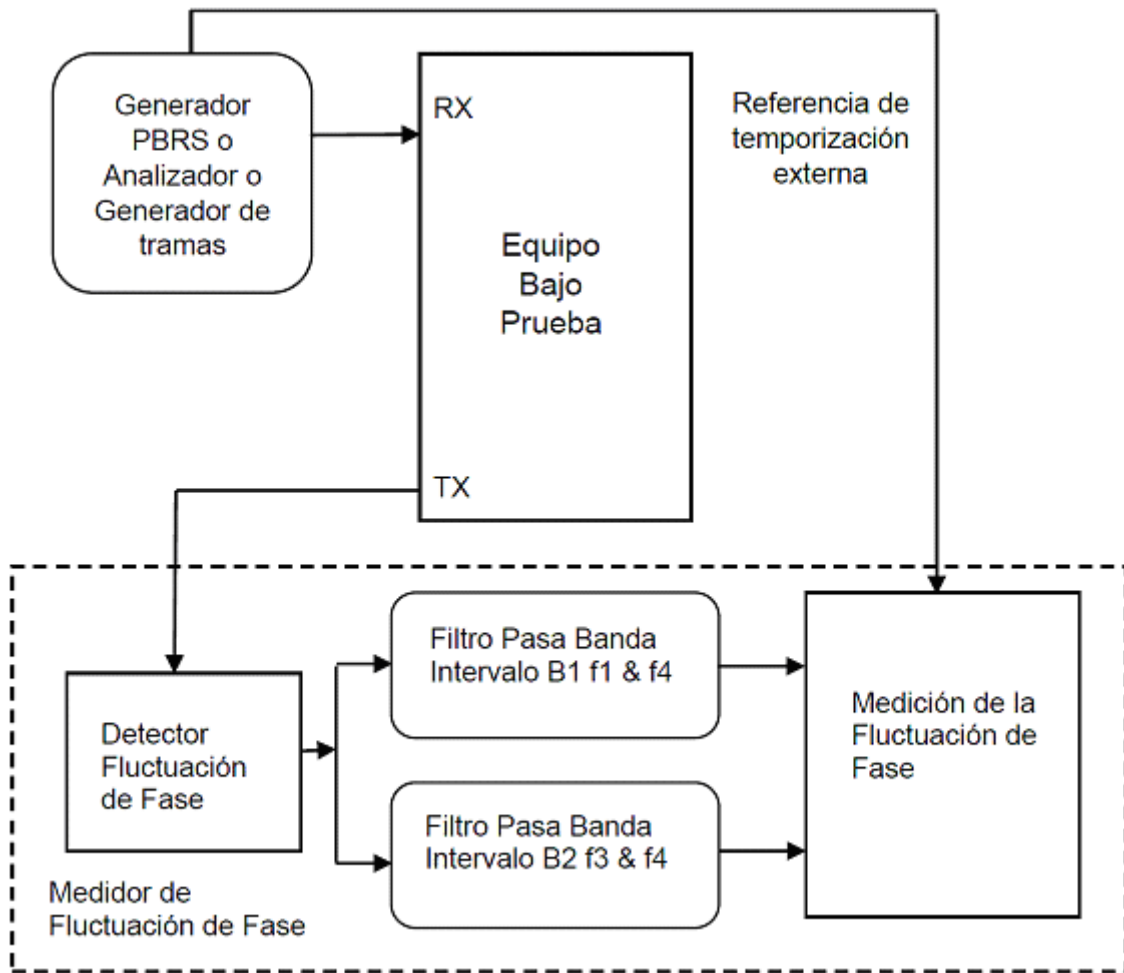 Generador
PBRS o
Analizador o
Generador de
tramas
RX
Referencia de
temporización
externa
Equipo
Bajo
Prueba
TX
Filtro Pasa Banda
Intervalo B1 f1 & f4
Detector
Fluctuación
de Fase
Medición de la
Fluctuación de
Fase
Filtro Pasa Banda
Intervalo B2 f3 & f4
Medidor de
Fluctuación de Fase